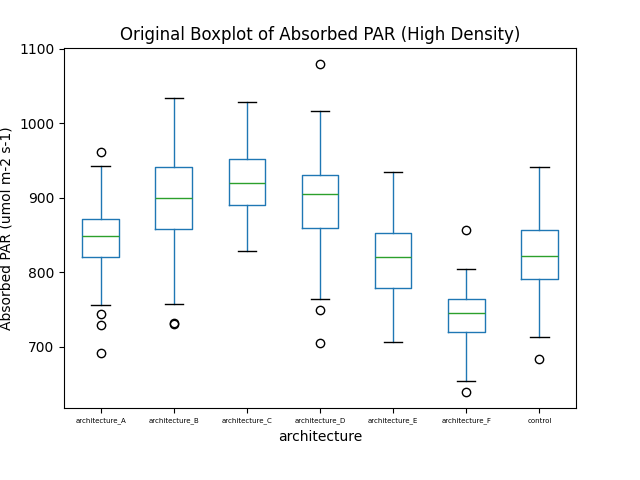 Original Boxplot of Absorbed PAR (High Density)
Absorbed PAR (umol m-2 s-1)
1100
1000
900
800
700
architecture_A architecture_B architecture_C architecture_D architecture_E architecture_F control
architecture